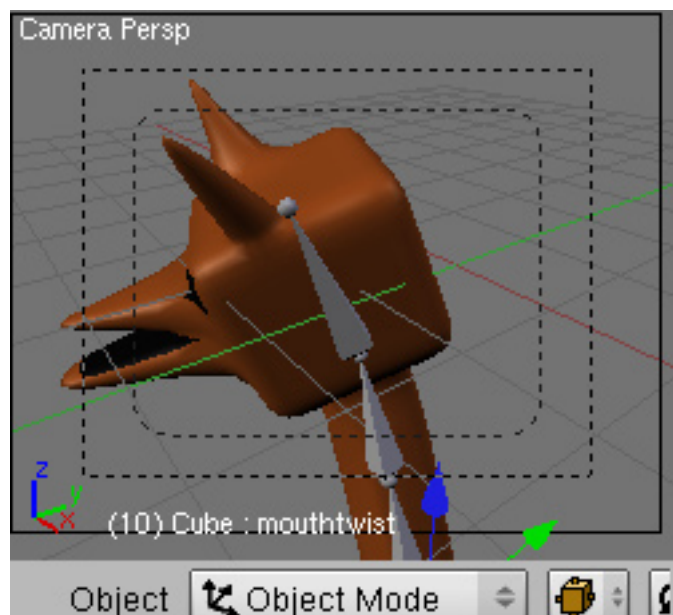 Camera Persp
z
y
x
(10) Cube : mouthtwist
Object Object Mode